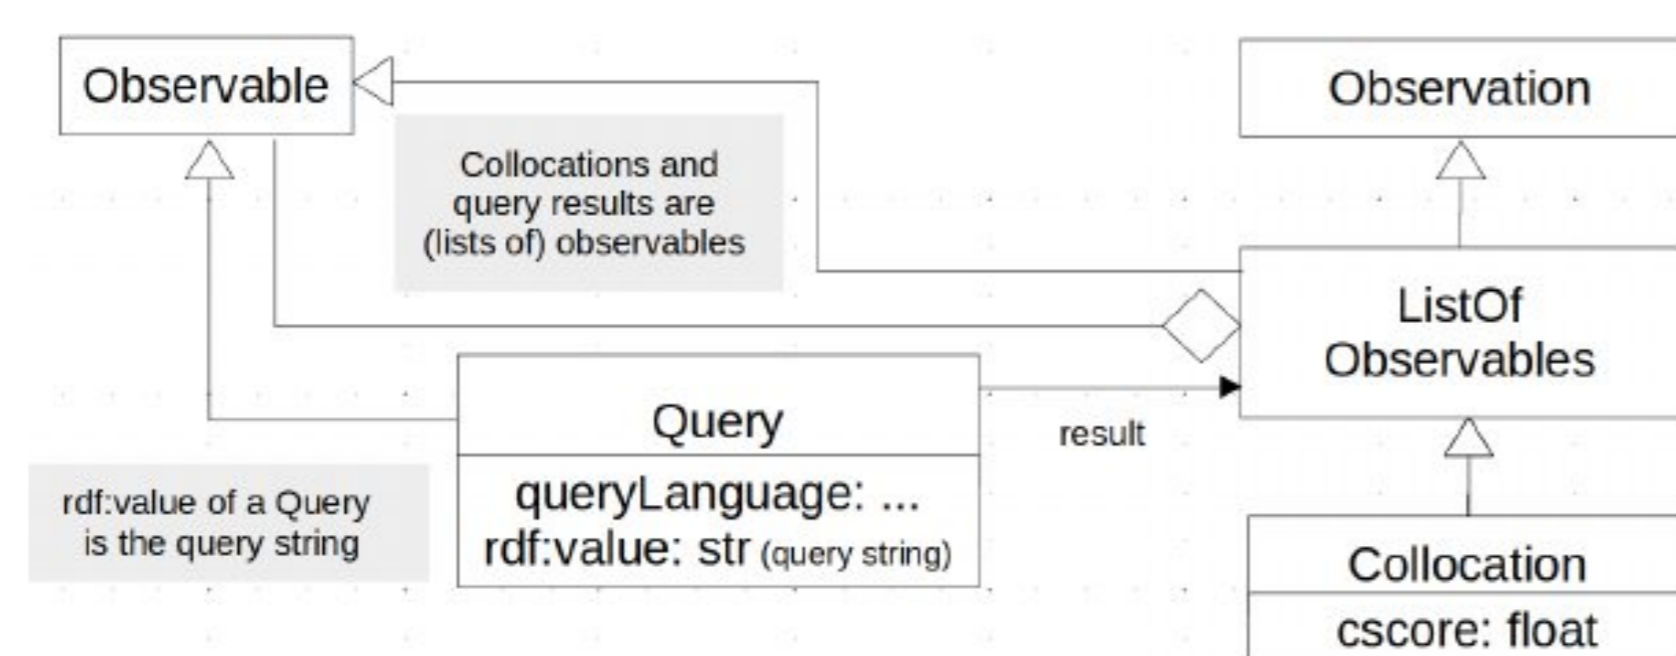 Observable
Observation
Collocations and
query results are
(lists of) observables
ListOf
Observables
Query
result
queryLanguage: ...
rdf:value: str (query string)
rdf:value of a Query
is the query string
Collocation
cscore: float